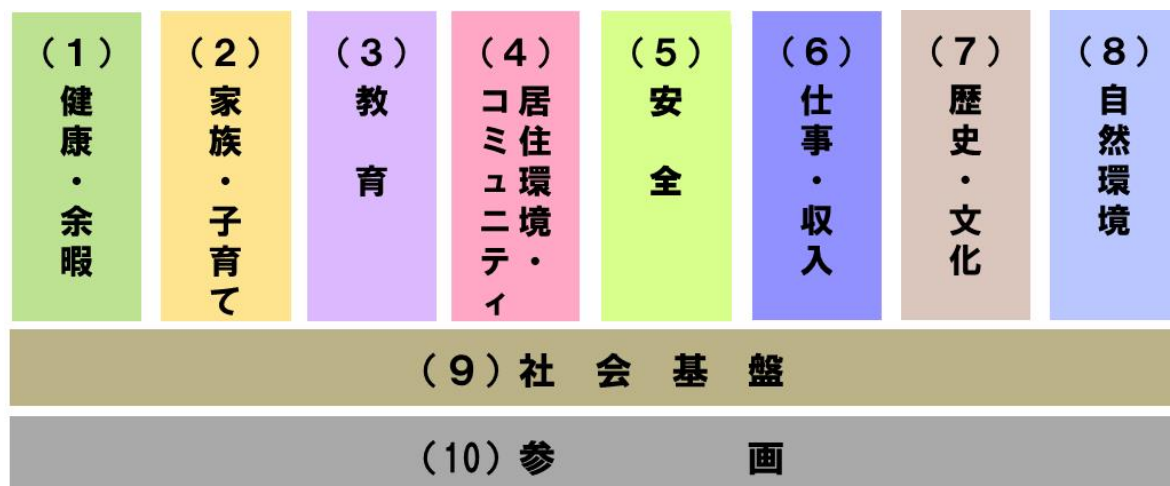 (1)
健康・余暇
(2)
家族・子育て
(3)
教育
(4)
居住環境・
コミュニティ
(5)
安全
(6)
仕事・収入
(7)
歴史・文化
(8)
自然環境
(9)社会基盤
(10)参画